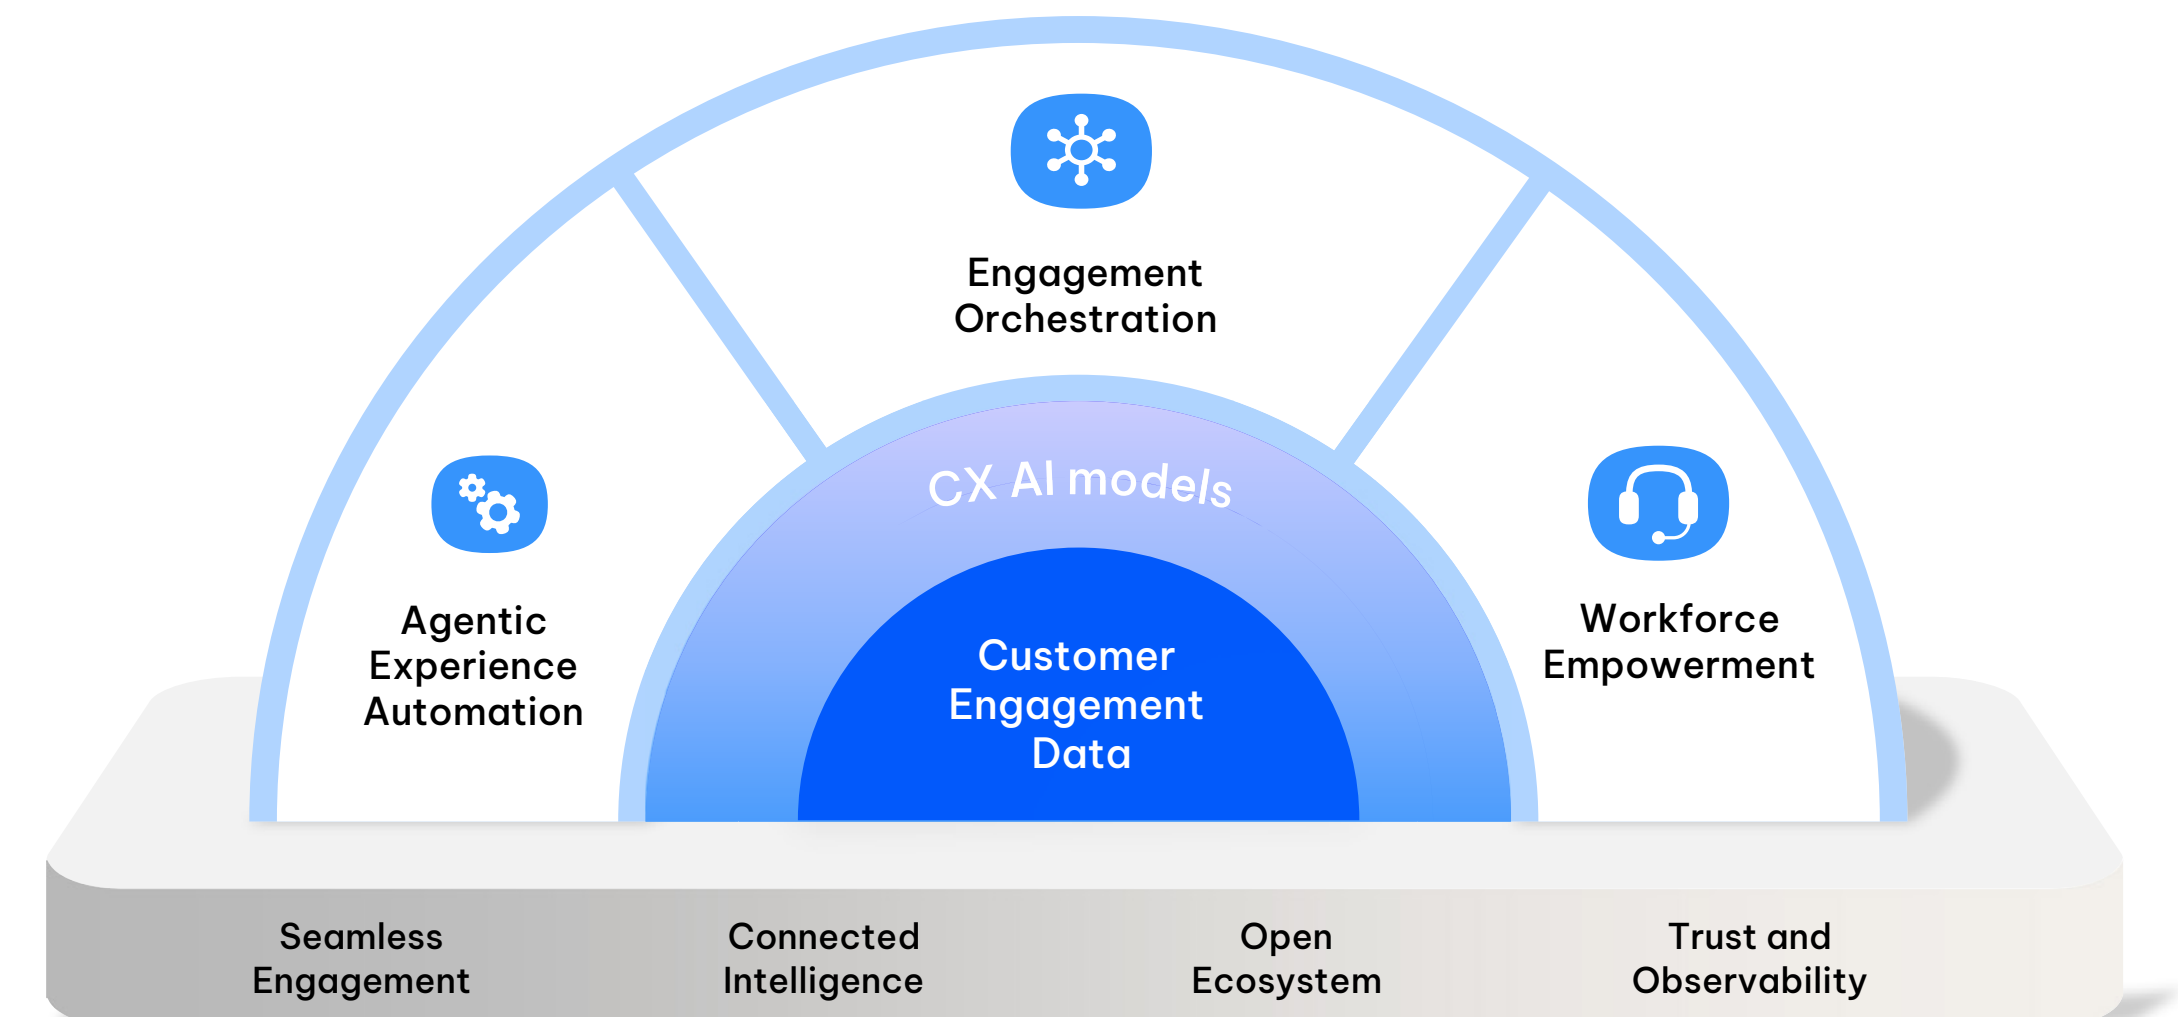 Engagement
Orchestration
CX AI models
Agentic
Experience
Automation
Workforce
Empowerment
Customer
Engagement
Data
Seamless
Engagement
Connected
Intelligence
Open
Ecosystem
Trust and
Observability